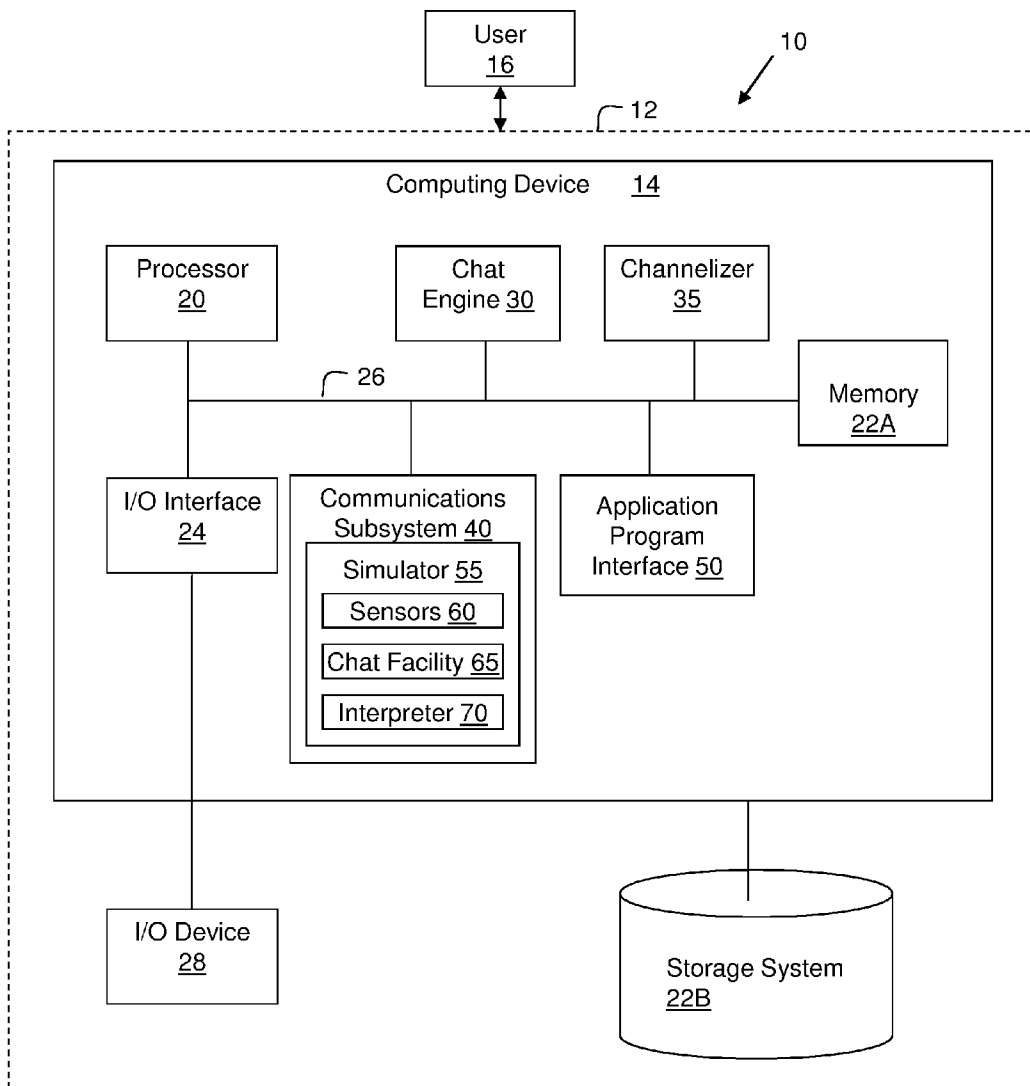 User
16
10
12
Computing Device 14
Processor
20
Chat
Engine 30
Channelizer
35
26
Memory
22A
I/O Interface
24
Communications
Subsystem 40
Simulator 55
Sensors 60
Chat Facility 65
Interpreter 70
Application
Program
Interface 50
I/O Device
28
Storage System
22B